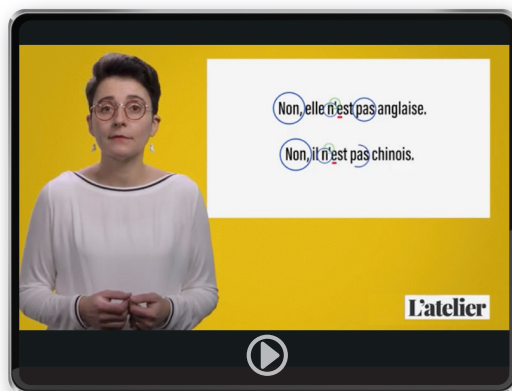 Non, elle n'est pas anglaise.
Non, il n'est pas chinois.
L'atelier